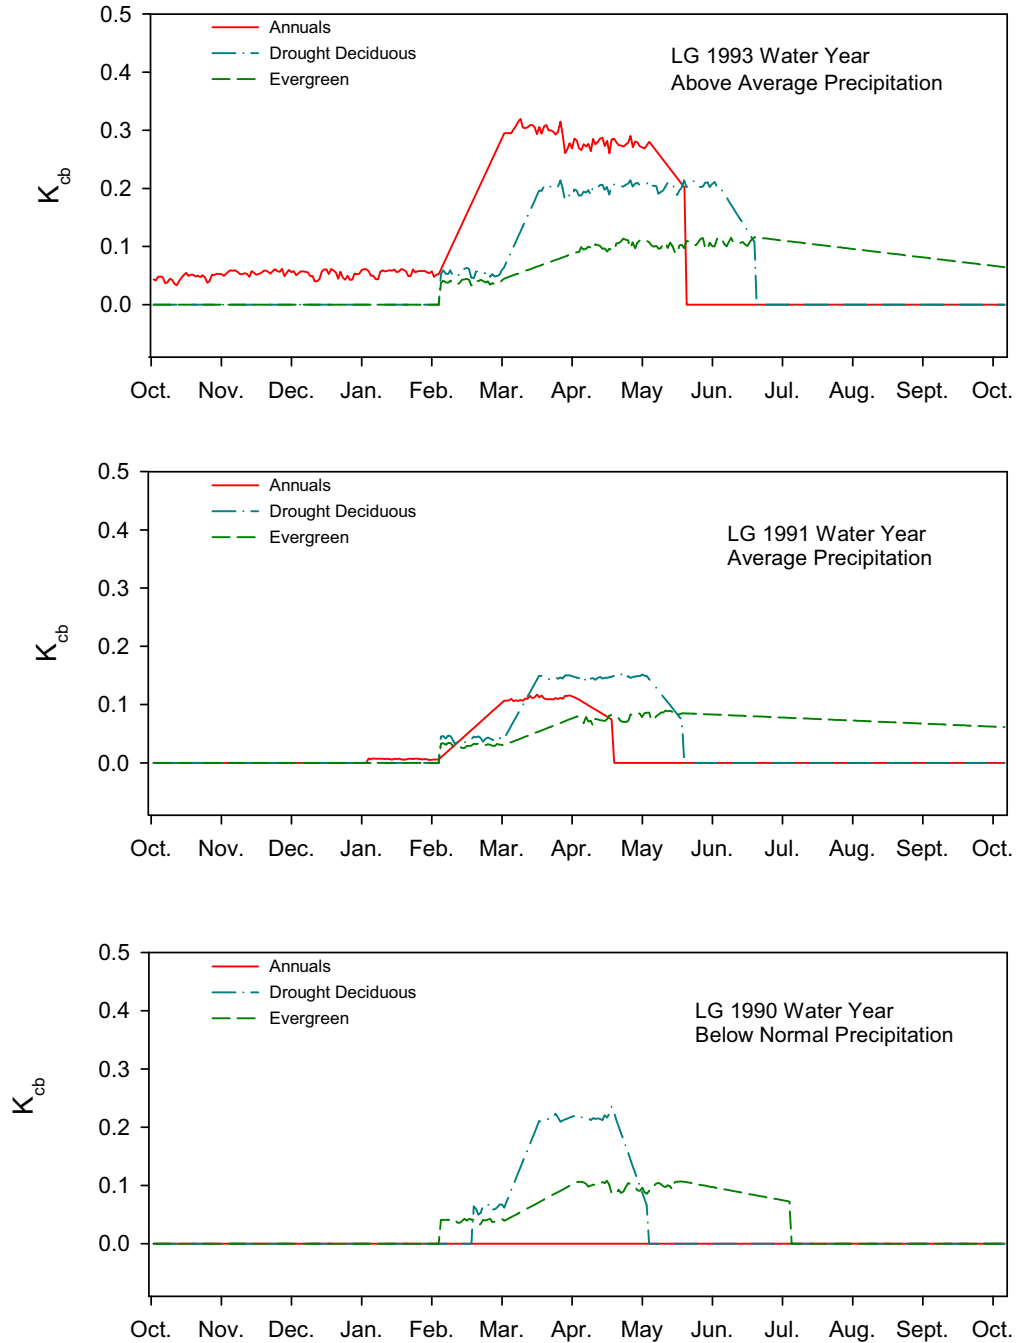 0.5
Annuals
Drought Deciduous
Evergreen
LG 1993 Water Year
Above Average Precipitation
0.4
0.3
0.2
0.1
0.0
Kcb
Oct. Nov. Dec. Jan. Feb. Mar. Apr. May Jun. Jul. Aug. Sept. Oct.
0.5
Annuals
Drought Deciduous
Evergreen
LG 1991 Water Year
Average Precipitation
0.4
0.3
0.2
0.1
0.0
Kcb
Oct. Nov. Dec. Jan. Feb. Mar. Apr. May Jun. Jul. Aug. Sept. Oct.
0.5
Annuals
Drought Deciduous
Evergreen
LG 1990 Water Year
Below Normal Precipitation
0.4
0.3
0.2
0.1
0.0
Kcb
Oct. Nov. Dec. Jan. Feb. Mar. Apr. May Jun. Jul. Aug. Sept. Oct.